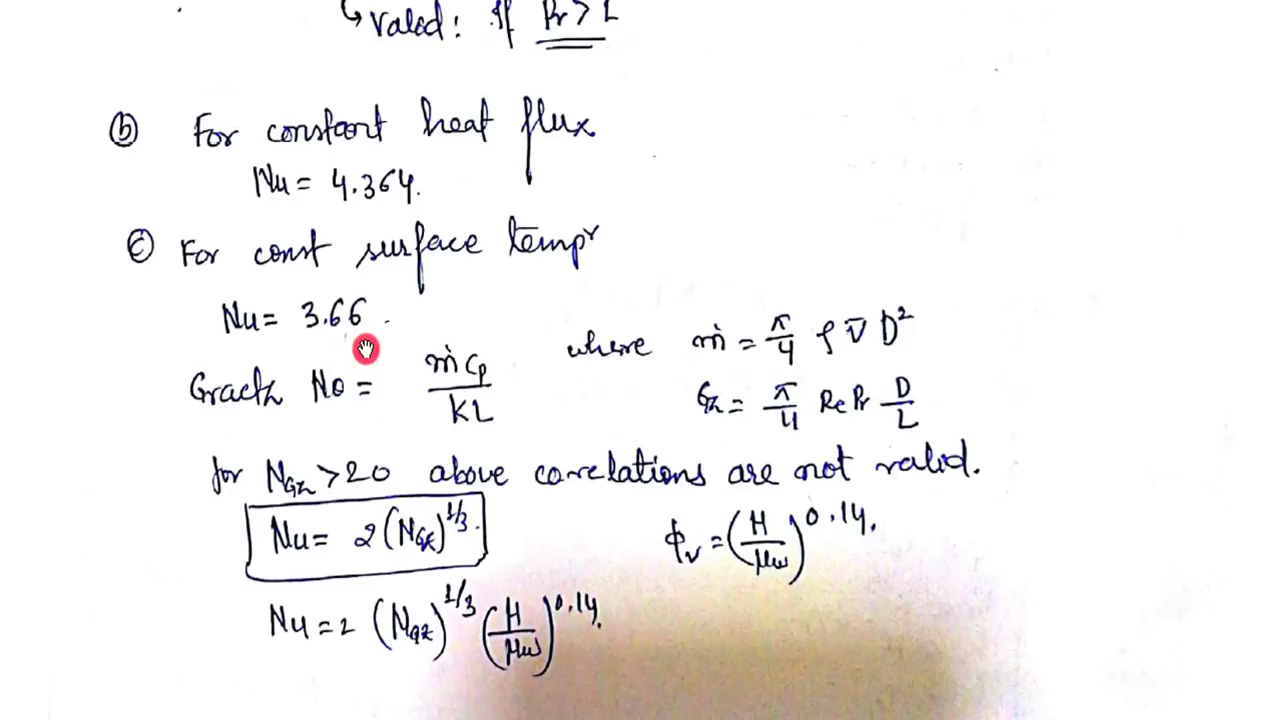 ↳ Valid: if Pr > 1
(b) For constant heat flux
Nu = 4.364.
(c) For const surface tempr
Nu = 3.66.
Graetz No = ṁCp / KL where ṁ = π/4 ρ V̄ D²
Gz = π/4 Re Pr D/L
for NGz > 20 above correlations are not valid.
Nu = 2 (NGz)^1/3. ϕv = (μ/μw)^0.14.
Nu = 2 (NGz)^1/3 (μ/μw)^0.14.